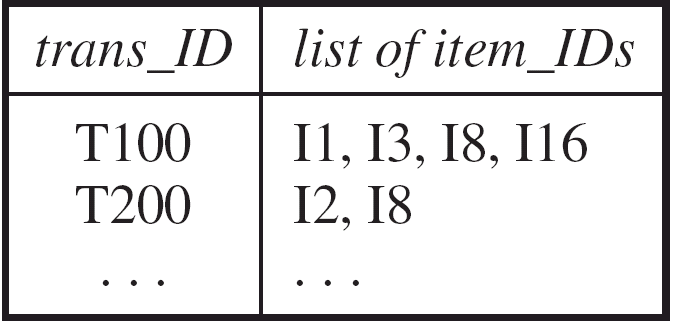 trans_ID list of item_IDs
T100 I1, I3, I8, I16
T200 I2, I8
. . . . . .